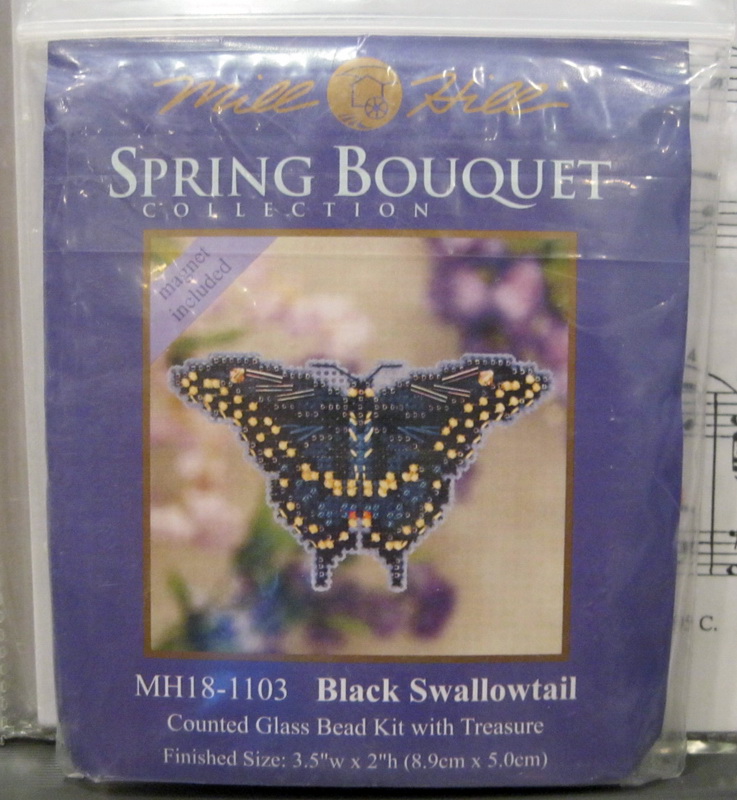 Mill Hill
SPRING BOUQUET
COLLECTION
magnet
included
MH18-1103 Black Swallowtail
Counted Glass Bead Kit with Treasure
Finished Size: 3.5"w x 2"h (8.9cm x 5.0cm)
C.